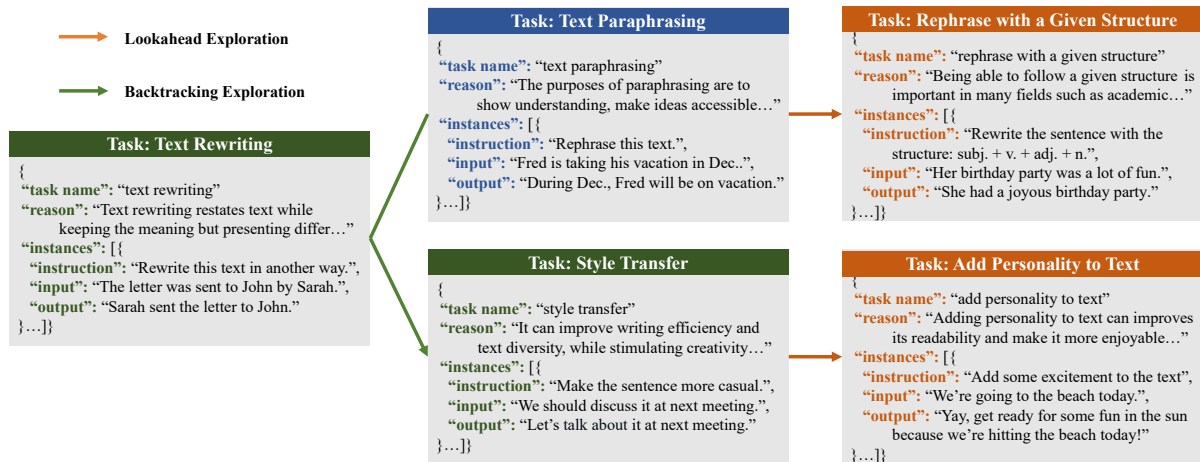 Lookahead Exploration
Backtracking Exploration
Task: Text Rewriting
{
“task name”: “text rewriting”
“reason”: “Text rewriting restates text while
keeping the meaning but presenting differ…”
“instances”: [{
“instruction”: “Rewrite this text in another way.”,
“input”: “The letter was sent to John by Sarah.”,
“output”: “Sarah sent the letter to John.”
}…]}
Task: Text Paraphrasing
{
“task name”: “text paraphrasing”
“reason”: “The purposes of paraphrasing are to
show understanding, make ideas accessible…”
“instances”: [{
“instruction”: “Rephrase this text.”,
“input”: “Fred is taking his vacation in Dec..”,
“output”: “During Dec., Fred will be on vacation.”
}…]}
Task: Style Transfer
{
“task name”: “style transfer”
“reason”: “It can improve writing efficiency and
text diversity, while stimulating creativity…”
“instances”: [{
“instruction”: “Make the sentence more casual.”,
“input”: “We should discuss it at next meeting.”,
“output”: “Let’s talk about it at next meeting.”
}…]}
Task: Rephrase with a Given Structure
{
“task name”: “rephrase with a given structure”
“reason”: “Being able to follow a given structure is
important in many fields such as academic…”
“instances”: [{
“instruction”: “Rewrite the sentence with the
structure: subj. + v. + adj. + n.”,
“input”: “Her birthday party was a lot of fun.”,
“output”: “She had a joyous birthday party.”
}…]}
Task: Add Personality to Text
{
“task name”: “add personality to text”
“reason”: “Adding personality to text can improves
its readability and make it more enjoyable…”
“instances”: [{
“instruction”: “Add some excitement to the text”,
“input”: “We’re going to the beach today.”,
“output”: “Yay, get ready for some fun in the sun
because we’re hitting the beach today!”
}…]}